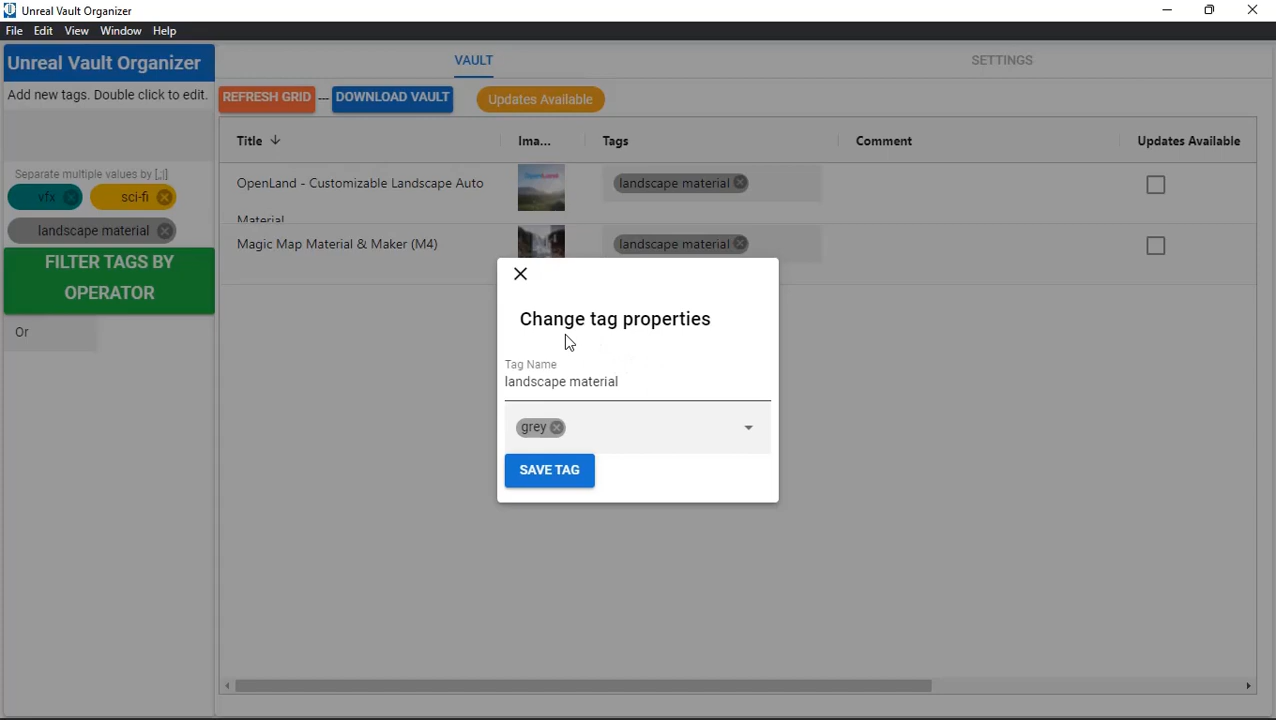 Unreal Vault Organizer
File Edit View Window Help
Unreal Vault Organizer
Add new tags. Double click to edit.
Separate multiple values by [,;|]
vfx sci-fi
landscape material
FILTER TAGS BY
OPERATOR
Or
VAULT SETTINGS
REFRESH GRID --- DOWNLOAD VAULT Updates Available
Title Ima... Tags Comment Updates Available
OpenLand - Customizable Landscape Auto landscape material
Material
Magic Map Material & Maker (M4) landscape material
Change tag properties
Tag Name
landscape material
grey
SAVE TAG